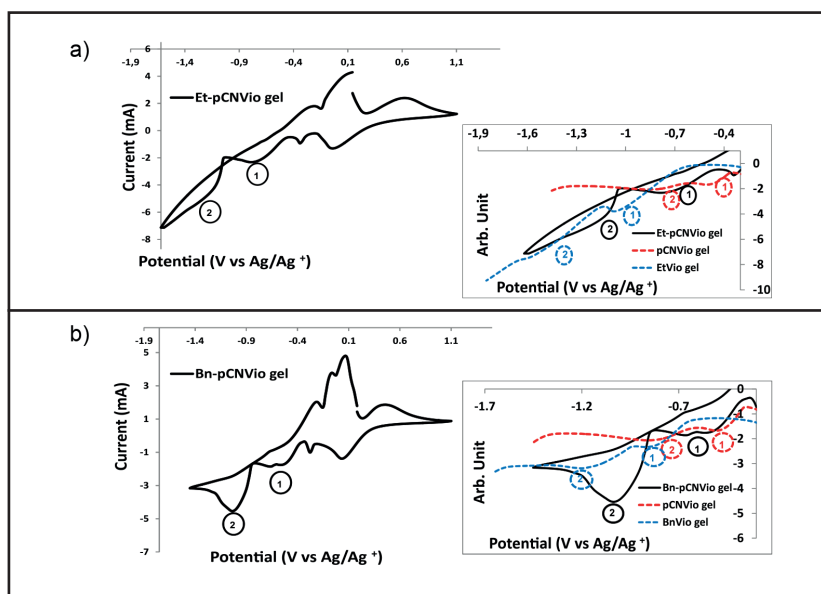 a)
-1,9 -1,4 -0,9 -0,4 0,1 0,6 1,1
6
4
2
0
-2
-4
-6
-8
Current (mA)
Et-pCNVio gel
1
2
Potential (V vs Ag/Ag +)
-1,9 -1,6 -1,3 -1 -0,7 -0,4
0
-2
-4
-6
-8
-10
Arb. Unit
1
2
1
1
2
2
Et-pCNVio gel
pCNVio gel
EtVio gel
Potential (V vs Ag/Ag +)
b)
-1.9 -1.4 -0.9 -0.4 0.1 0.6 1.1
5
3
1
-1
-3
-5
-7
Current (mA)
Bn-pCNVio gel
1
2
Potential (V vs Ag/Ag +)
-1.7 -1.2 -0.7
0
-1
-2
-3
-4
-5
-6
Arb. Unit
1
2
1
1
2
2
Bn-pCNVio gel
pCNVio gel
BnVio gel
Potential (V vs Ag/Ag +)